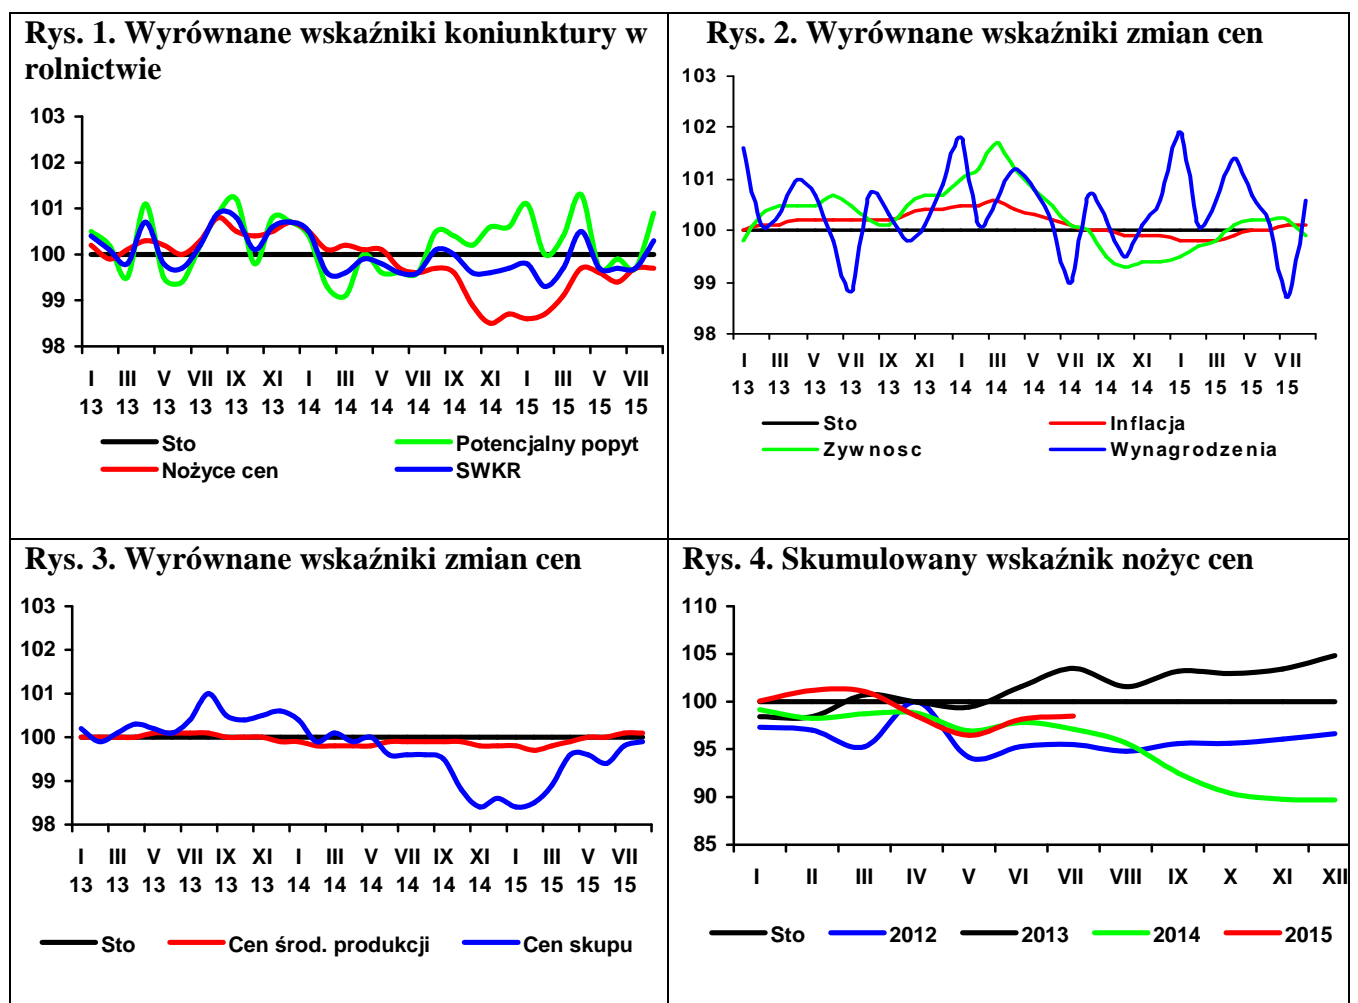 Rys. 1. Wyrównane wskaźniki koniunktury w
rolnictwie
103
102
101
100
99
98
I III V VII IX XI I III V VII IX XI I III V VII
13 13 13 13 13 13 14 14 14 14 14 14 15 15 15 15
Sto Potencjalny popyt
Nożyce cen SWKR
Rys. 2. Wyrównane wskaźniki zmian cen
103
102
101
100
99
98
I III V VII IX XI I III V VII IX XI I III V VII
13 13 13 13 13 13 14 14 14 14 14 14 15 15 15 15
Sto Inflacja
Zywnosc Wynagrodzenia
Rys. 3. Wyrównane wskaźniki zmian cen
103
102
101
100
99
98
I III V VII IX XI I III V VII IX XI I III V VII
13 13 13 13 13 13 14 14 14 14 14 14 15 15 15 15
Sto Cen środ. produkcji Cen skupu
Rys. 4. Skumulowany wskaźnik nożyc cen
110
105
100
95
90
85
I II III IV V VI VII VIII IX X XI XII
Sto 2012 2013 2014 2015